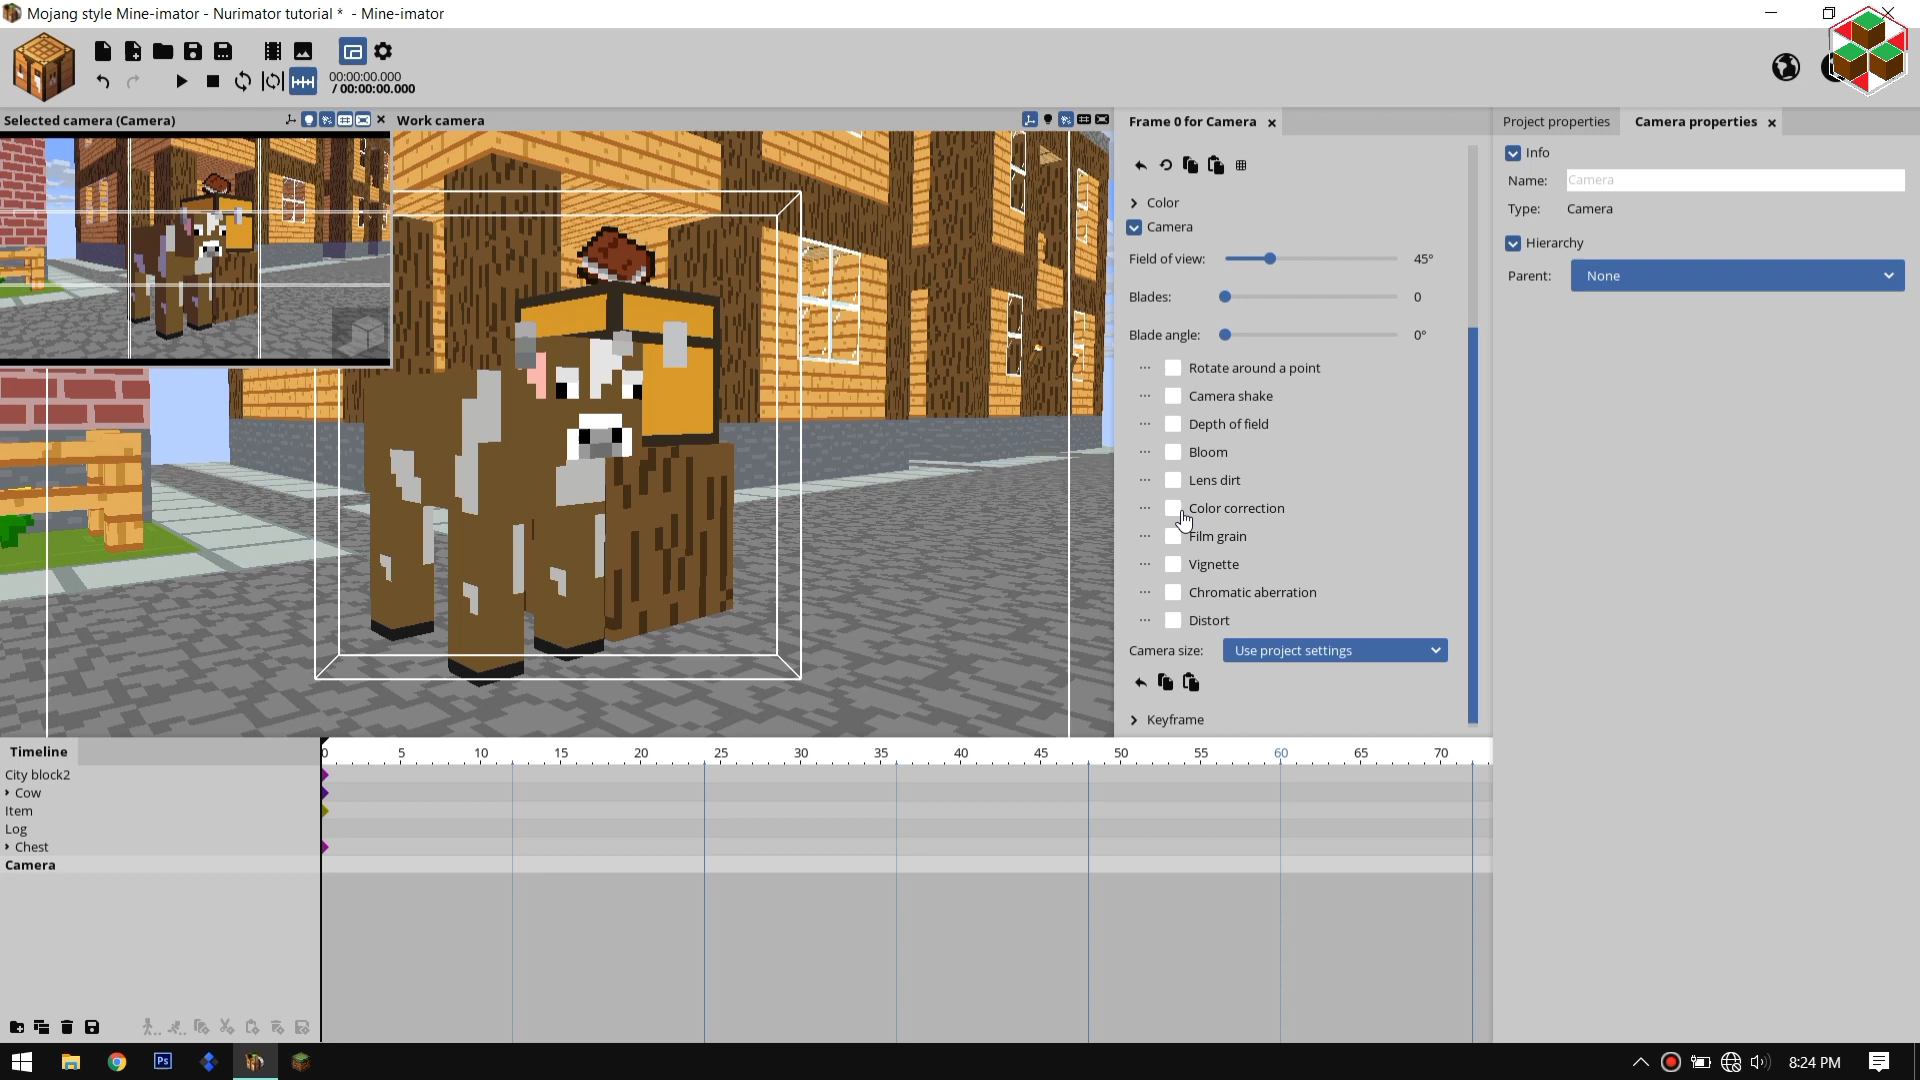 Mojang style Mine-imator - Nurimator tutorial * - Mine-imator
00:00:00.000
/ 00:00:00.000
Selected camera (Camera)
Work camera
Frame 0 for Camera
Color
Camera
Field of view: 45°
Blades: 0
Blade angle: 0°
Rotate around a point
Camera shake
Depth of field
Bloom
Lens dirt
Color correction
Film grain
Vignette
Chromatic aberration
Distort
Camera size: Use project settings
Keyframe
Project properties
Camera properties
Info
Name: Camera
Type: Camera
Hierarchy
Parent: None
Timeline
0 5 10 15 20 25 30 35 40 45 50 55 60 65 70
City block2
Cow
Item
Log
Chest
Camera
Ps
8:24 PM